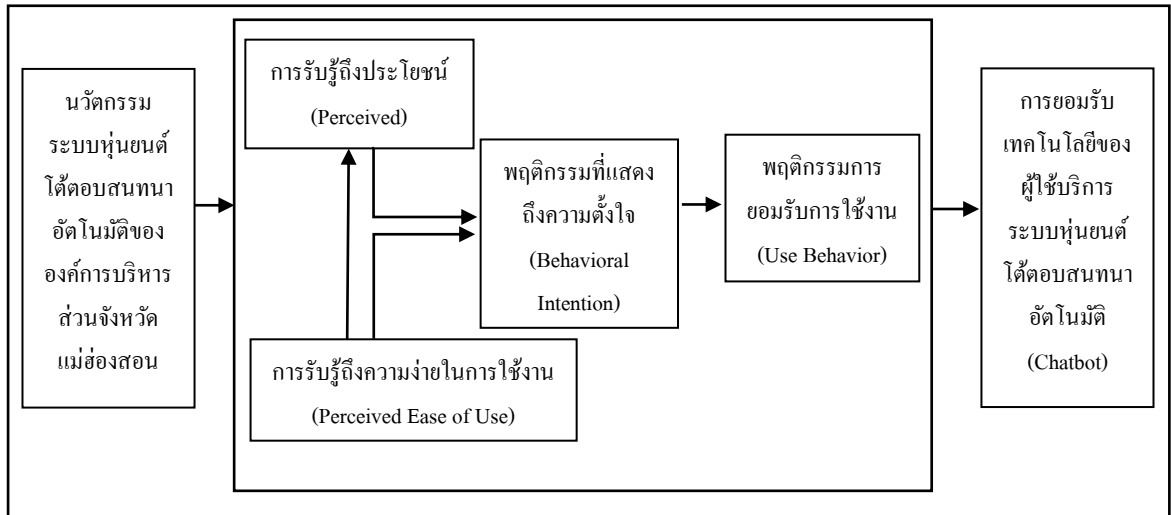 นวัตกรรม
ระบบหุ่นยนต์
โต้ตอบสนทนา
อัตโนมัติของ
องค์การบริหาร
ส่วนจังหวัด
แม่ฮ่องสอน
การรับรู้ถึงประโยชน์
(Perceived)
การรับรู้ถึงความง่ายในการใช้งาน
(Perceived Ease of Use)
พฤติกรรมที่แสดง
ถึงความตั้งใจ
(Behavioral
Intention)
พฤติกรรมการ
ยอมรับการใช้งาน
(Use Behavior)
การยอมรับ
เทคโนโลยีของ
ผู้ใช้บริการ
ระบบหุ่นยนต์
โต้ตอบสนทนา
อัตโนมัติ
(Chatbot)